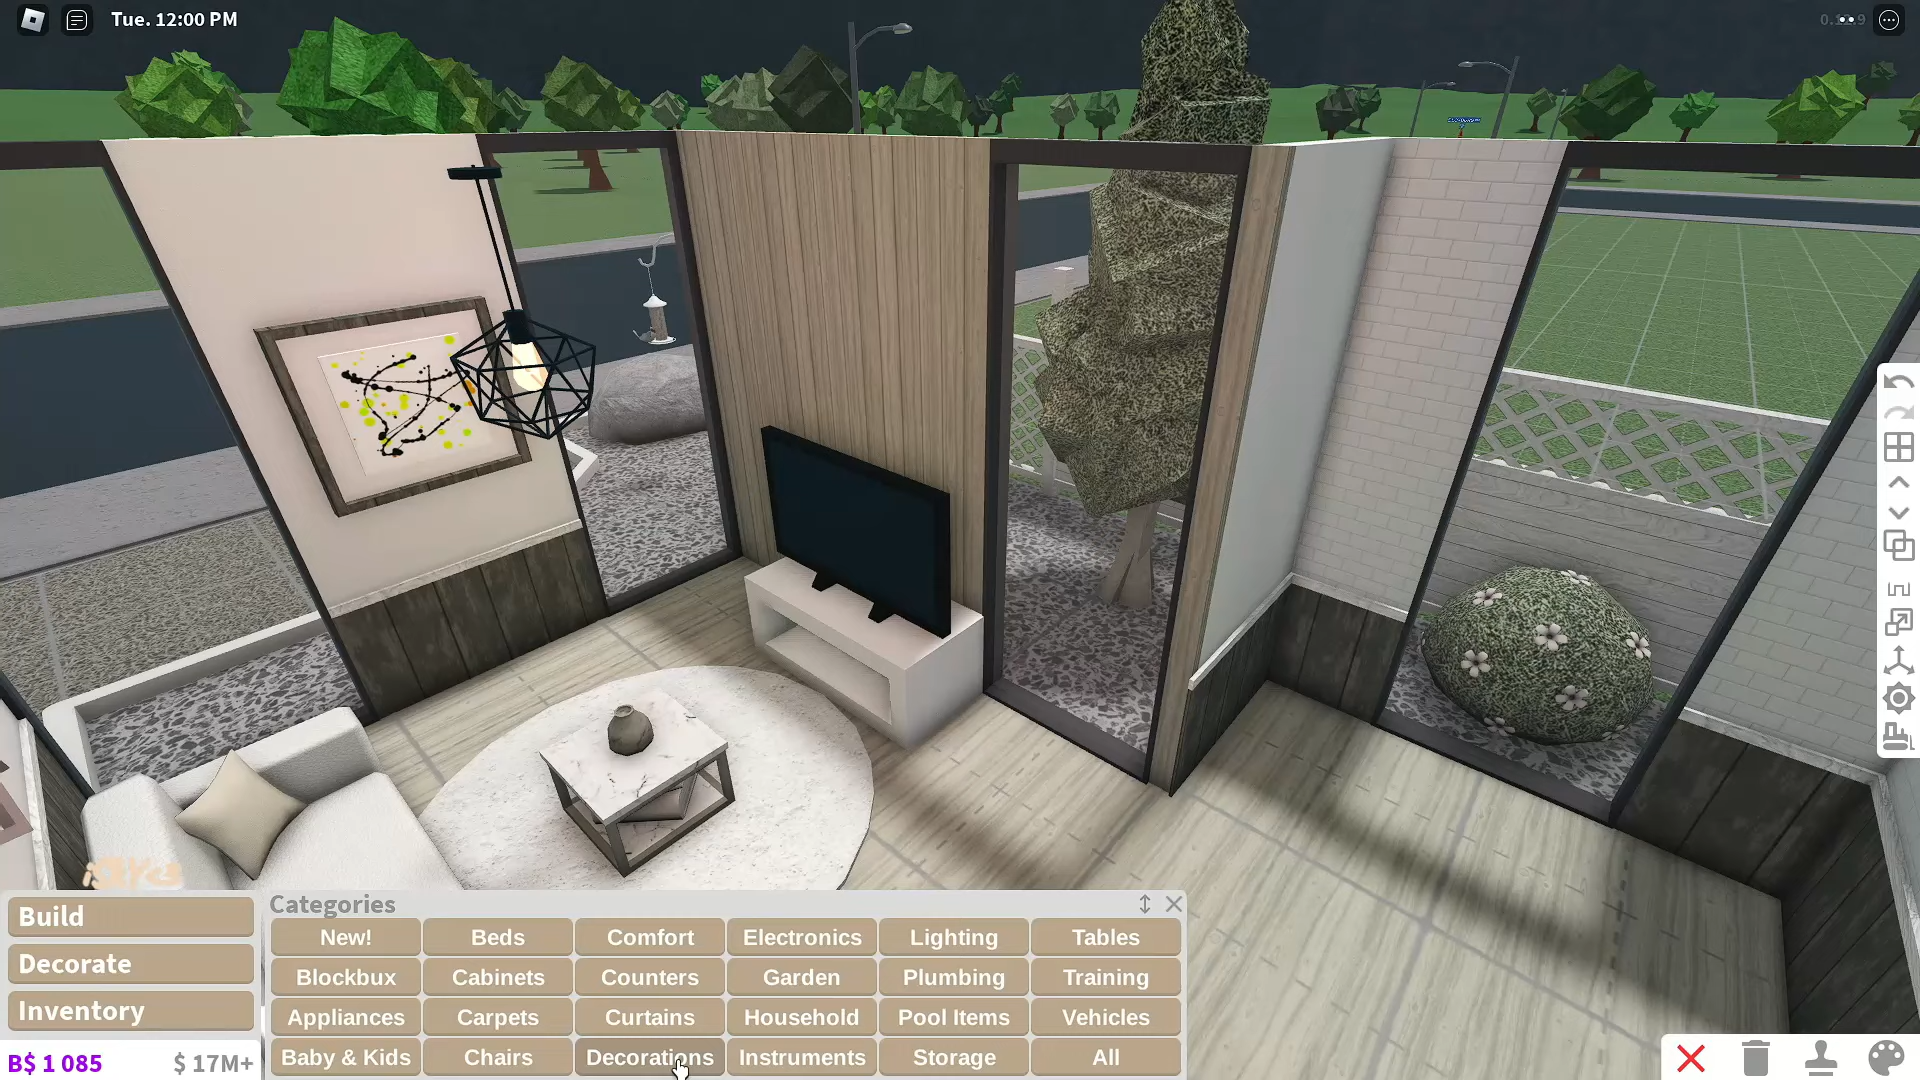 Tue. 12:00 PM
Build
Decorate
Inventory
B$ 1 085
$ 17M+
Categories
New!
Beds
Comfort
Electronics
Lighting
Tables
Blockbux
Cabinets
Counters
Garden
Plumbing
Training
Appliances
Carpets
Curtains
Household
Pool Items
Vehicles
Baby & Kids
Chairs
Decorations
Instruments
Storage
All